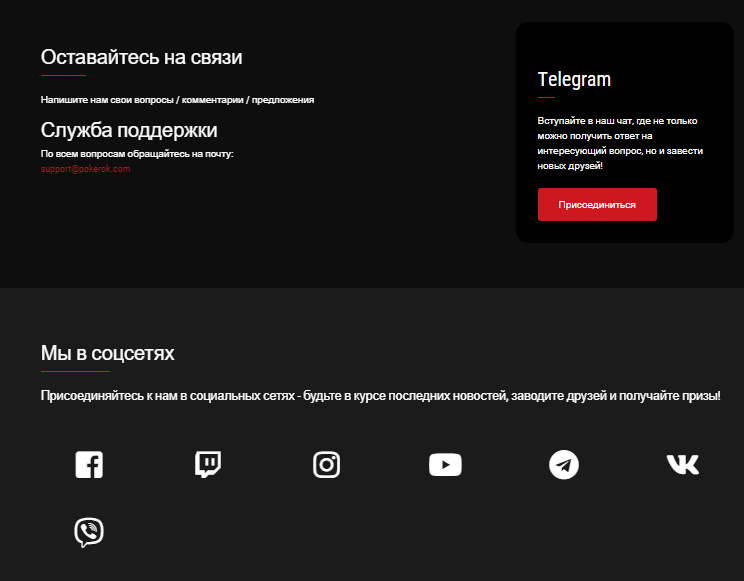 Оставайтесь на связи
Напишите нам свои вопросы / комментарии / предложения
Служба поддержки
По всем вопросам обращайтесь на почту:
support@pokerok.com
Telegram
Вступайте в наш чат, где не только
можно получить ответ на
интересующий вопрос, но и завести
новых друзей!
Присоединиться
Мы в соцсетях
Присоединяйтесь к нам в социальных сетях - будьте в курсе последних новостей, заводите друзей и получайте призы!